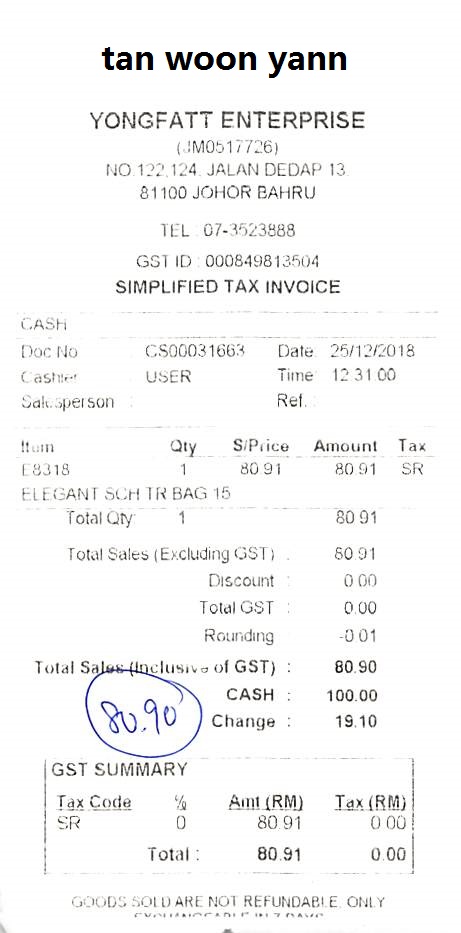 tan woon yann
YONGFATT ENTERPRISE
(JM0517726)
NO.122,124, JALAN DEDAP 13,
81100 JOHOR BAHRU
TEL : 07-3523888
GST ID : 000849813504
SIMPLIFIED TAX INVOICE
CASH
Doc No : CS00031663 Date: 25/12/2018
Cashier : USER Time: 12:31:00
Salesperson : Ref. :
Item Qty S/Price Amount Tax
E8318 1 80.91 80.91 SR
ELEGANT SCH TR BAG 15
Total Qty: 1 80.91
Total Sales (Excluding GST) : 80.91
Discount : 0.00
Total GST : 0.00
Rounding : -0.01
Total Sales (Inclusive of GST) : 80.90
CASH : 100.00
80.90
Change : 19.10
GST SUMMARY
Tax Code % Amt (RM) Tax (RM)
SR 0 80.91 0.00
Total : 80.91 0.00
GOODS SOLD ARE NOT REFUNDABLE, ONLY
EXCHANGEABLE IN 7 DAYS